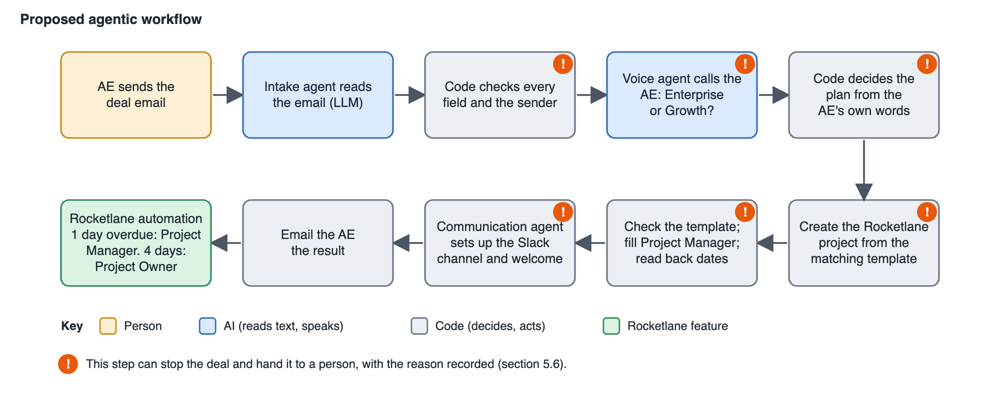 Proposed agentic workflow
AE sends the
deal email
Intake agent reads
the email (LLM)
!
Code checks every
field and the sender
!
Voice agent calls the
AE: Enterprise
or Growth?
!
Code decides the
plan from the
AE's own words
Rocketlane automation
1 day overdue: Project
Manager. 4 days:
Project Owner
Email the AE
the result
!
Communication agent
sets up the Slack
channel and welcome
!
Check the template;
fill Project Manager;
read back dates
!
Create the Rocketlane
project from the
matching template
Key
Person
AI (reads text, speaks)
Code (decides, acts)
Rocketlane feature
! This step can stop the deal and hand it to a person, with the reason recorded (section 5.6).